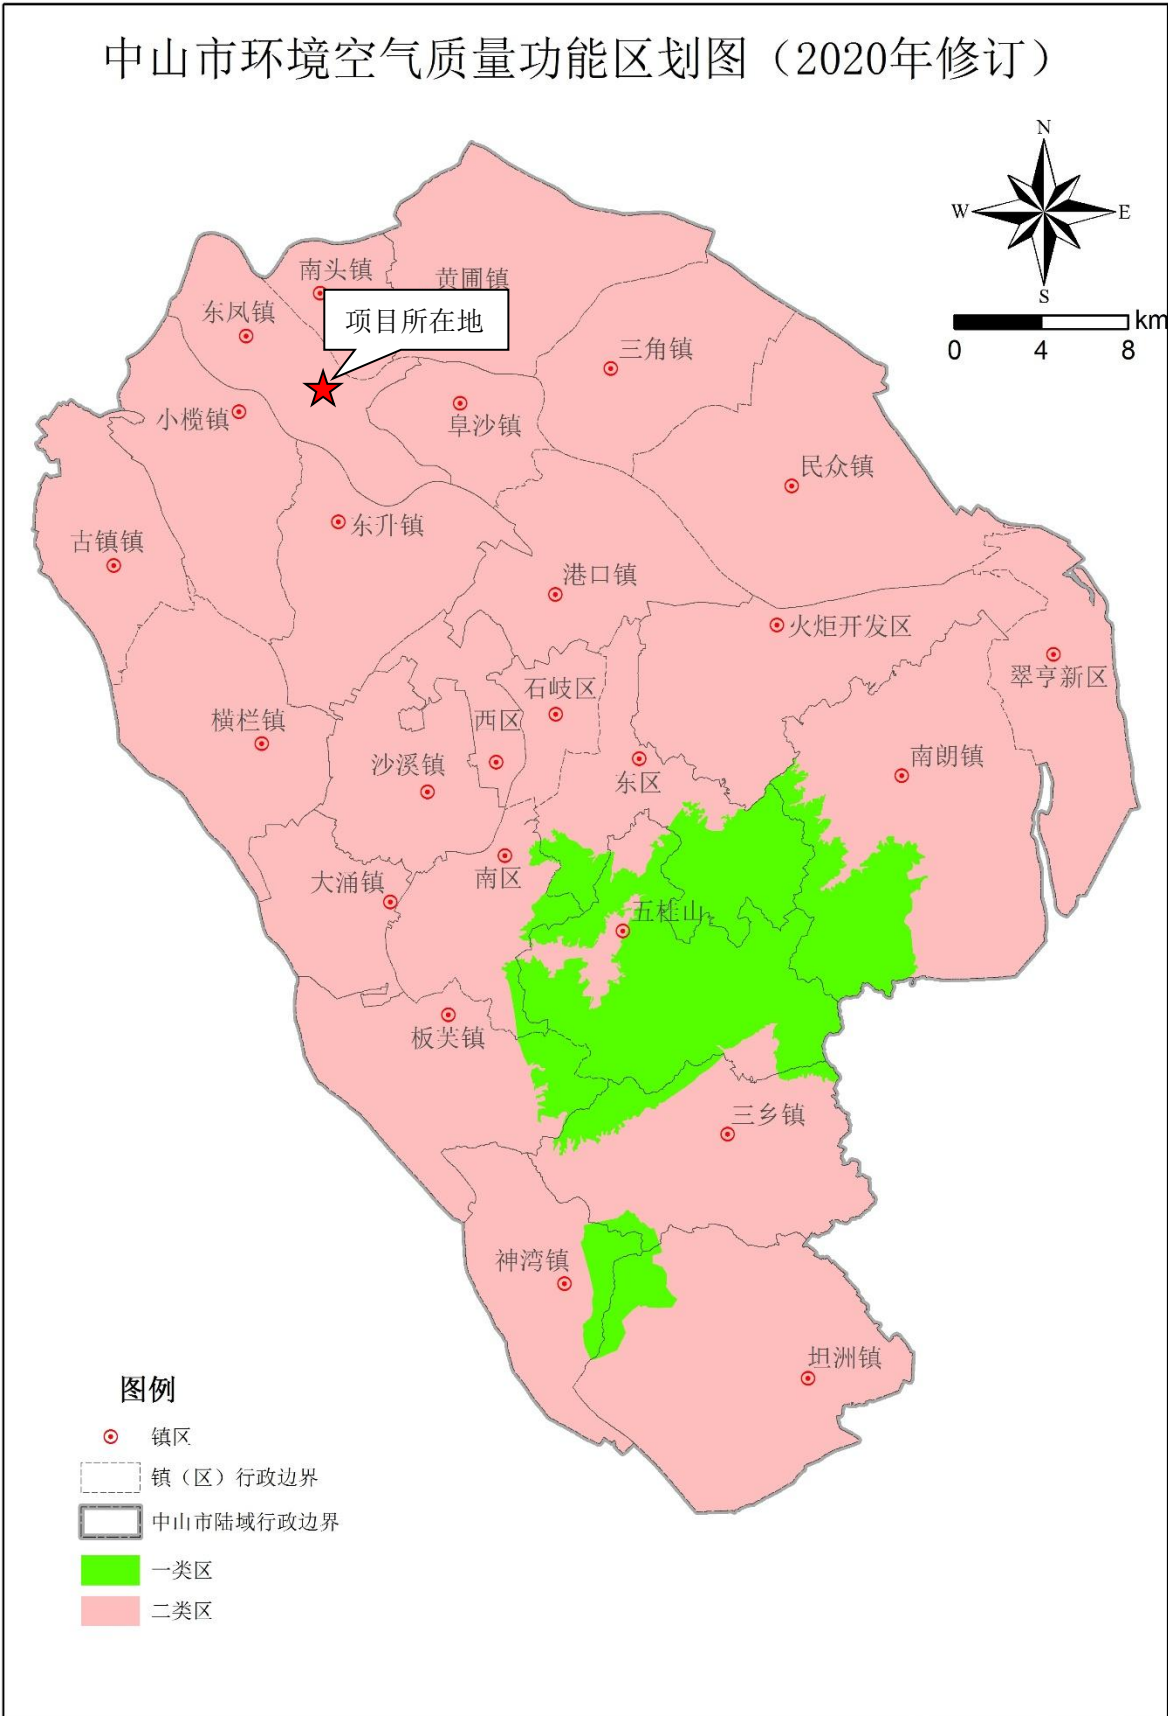 中山市环境空气质量功能区划图（2020年修订）
N
W
E
S
km
0
4
8
南头镇
黄圃镇
东凤镇
项目所在地
三角镇
小榄镇
阜沙镇
民众镇
东升镇
古镇镇
港口镇
火炬开发区
翠亨新区
石岐区
横栏镇
西区
沙溪镇
东区
南朗镇
南区
大涌镇
五桂山
板芙镇
三乡镇
神湾镇
坦洲镇
图例
镇区
镇（区）行政边界
中山市陆域行政边界
一类区
二类区